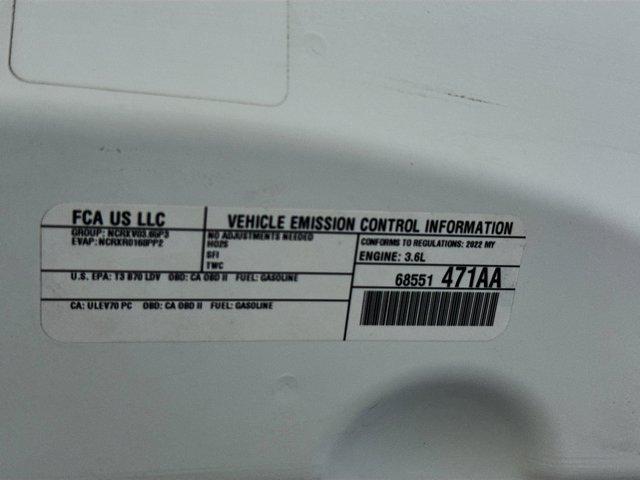 FCA US LLC
VEHICLE EMISSION CONTROL INFORMATION
GROUP: NCRXV03.65P3
EVAP: NCRXR0168PP2
NO ADJUSTMENTS NEEDED
HO2S
SFI
TWC
CONFORMS TO REGULATIONS: 2022 MY
ENGINE: 3.6L
U.S. EPA: T3 B70 LDV OBD: CA OBD II FUEL: GASOLINE
68551 471AA
CA: ULEV70 PC OBD: CA OBD II FUEL: GASOLINE